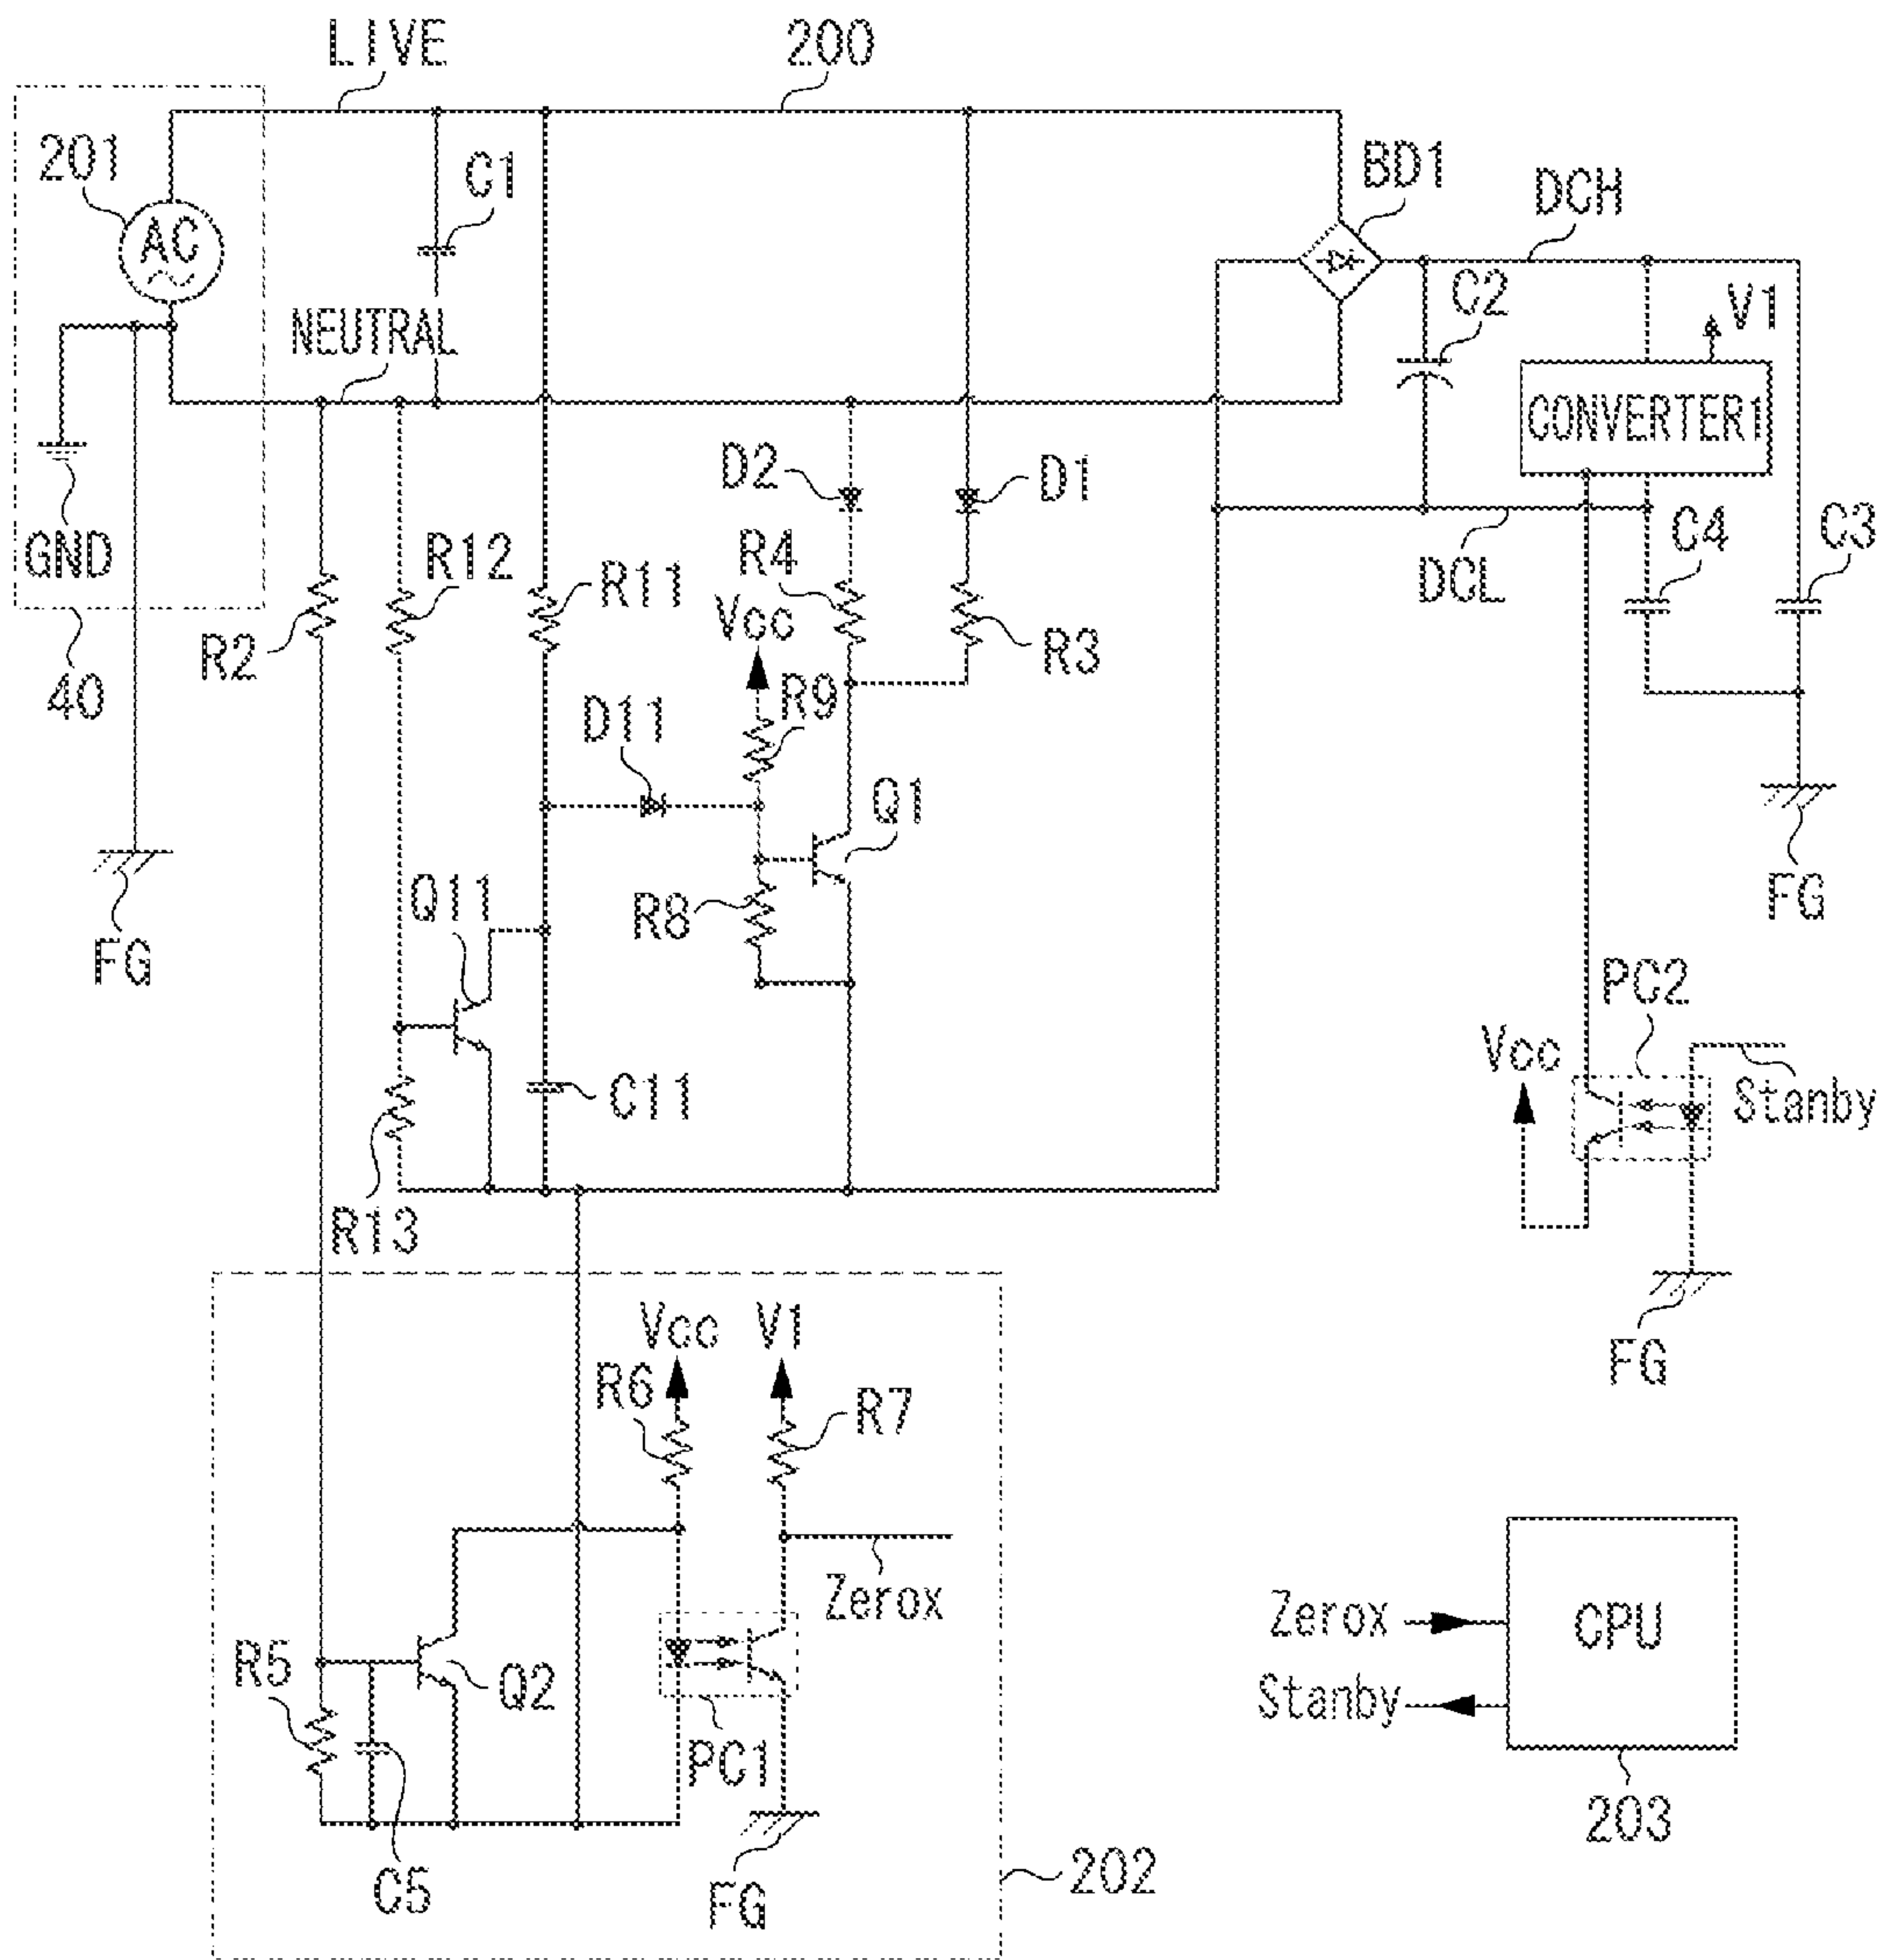 LIVE
200
201
AC
C1
BD1
DCH
NEUTRAL
C2
V1
CONVERTER1
D2
D1
GND
R12
R11
R4
Vcc
C4
C3
DCL
R2
R3
40
R9
D11
Q1
Q11
R8
FG
FG
PC2
Vcc
C11
Stanby
R13
Vcc
V1
R6
R7
FG
Zerox
Zerox
CPU
R5
Q2
Stanby
PC1
C5
FG
202
203